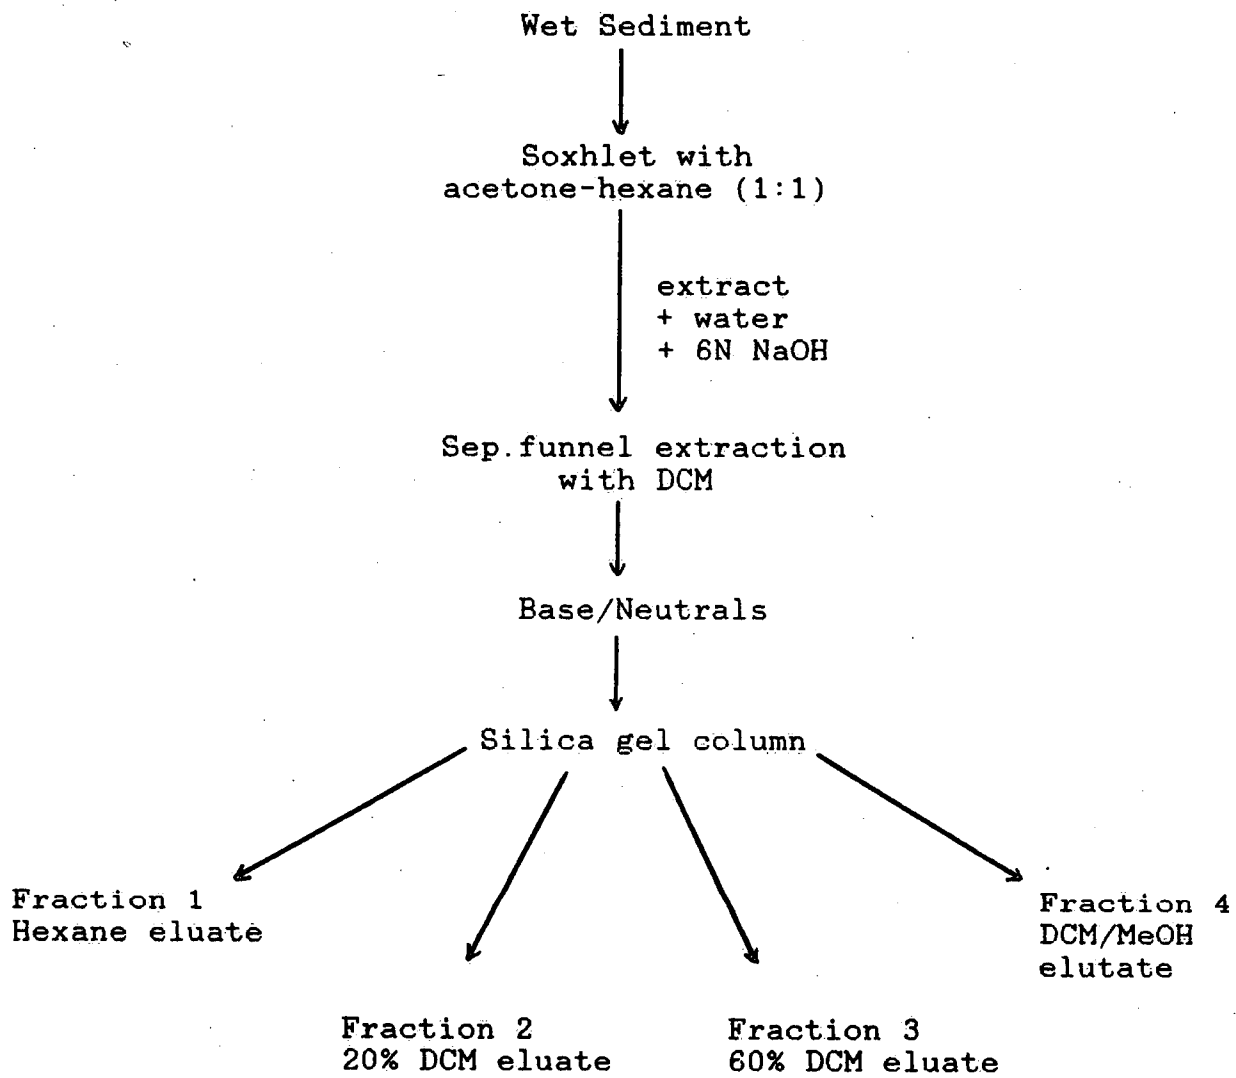 Wet Sediment
Soxhlet with
acetone-hexane (1:1)
extract
+ water
+ 6N NaOH
Sep.funnel extraction
with DCM
Base/Neutrals
Silica gel column
Fraction 1
Hexane eluate
Fraction 2
20% DCM eluate
Fraction 3
60% DCM eluate
Fraction 4
DCM/MeOH
elutate